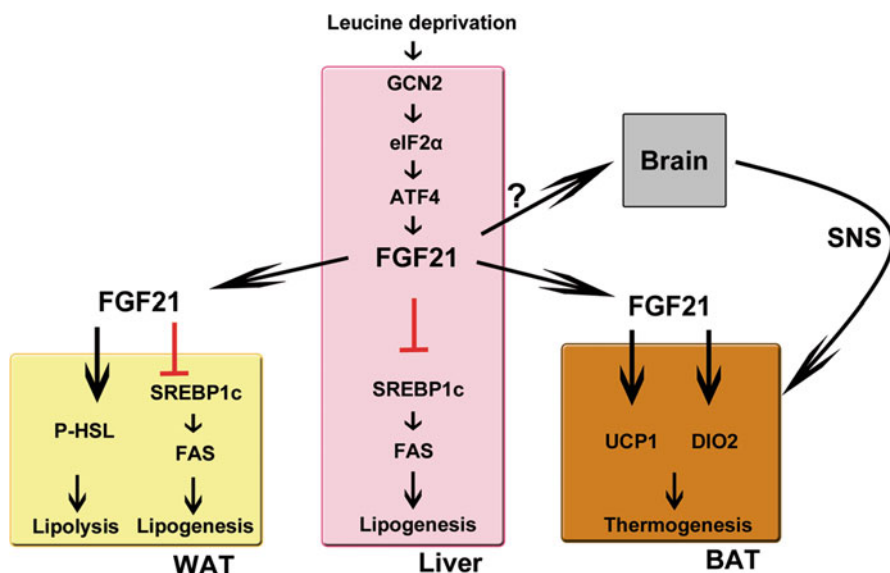 Leucine deprivation
GCN2
eIF2α
ATF4
FGF21
?
Brain
SNS
FGF21
P-HSL
SREBP1c
FAS
Lipolysis
Lipogenesis
WAT
SREBP1c
FAS
Lipogenesis
Liver
FGF21
UCP1
DIO2
Thermogenesis
BAT